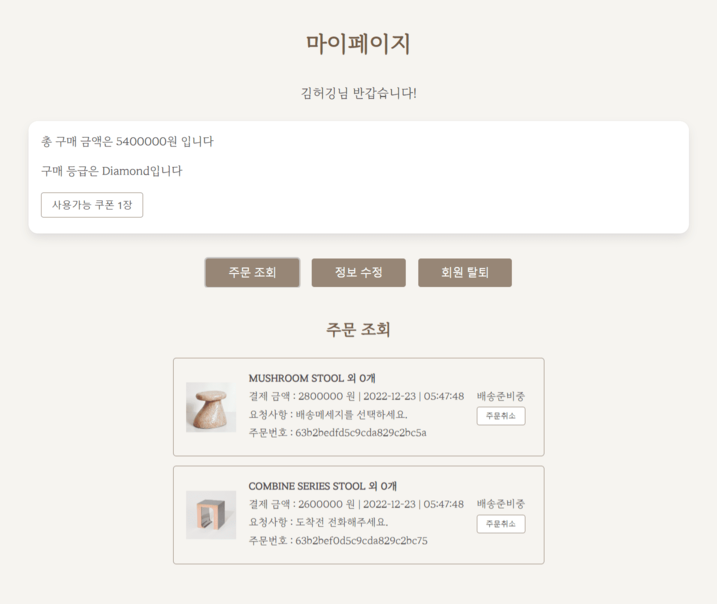 마이페이지
김허깅님 반갑습니다!
총 구매 금액은 5400000원 입니다
구매 등급은 Diamond입니다
사용가능 쿠폰 1장
주문 조회 정보 수정 회원 탈퇴
주문 조회
MUSHROOM STOOL 외 0개
결제 금액 : 2800000 원 | 2022-12-23 | 05:47:48 배송준비중
요청사항 : 배송메세지를 선택하세요. 주문취소
주문번호 : 63b2bedfd5c9cda829c2bc5a
COMBINE SERIES STOOL 외 0개
결제 금액 : 2600000 원 | 2022-12-23 | 05:47:48 배송준비중
요청사항 : 도착전 전화해주세요. 주문취소
주문번호 : 63b2bef0d5c9cda829c2bc75